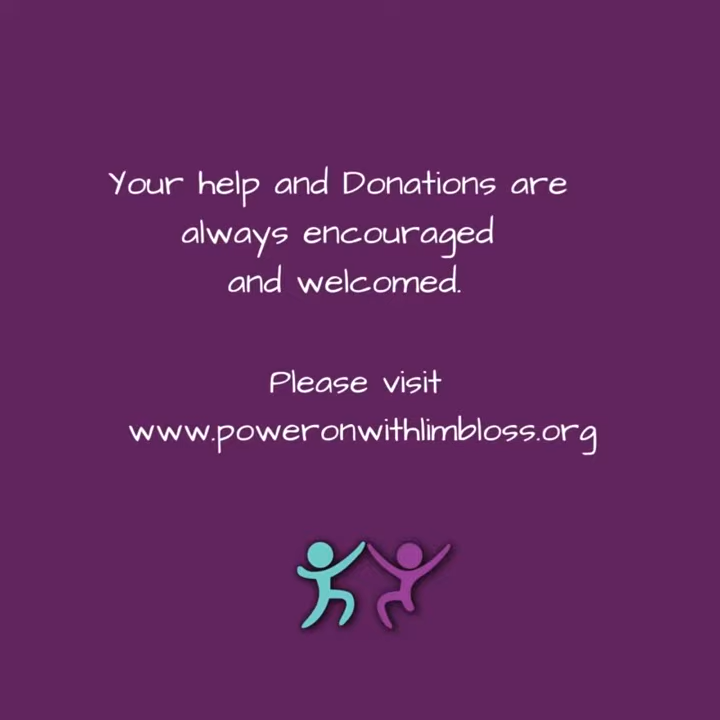 Your help and Donations are
always encouraged
and welcomed.
Please visit
www.poweronwithlimbloss.org